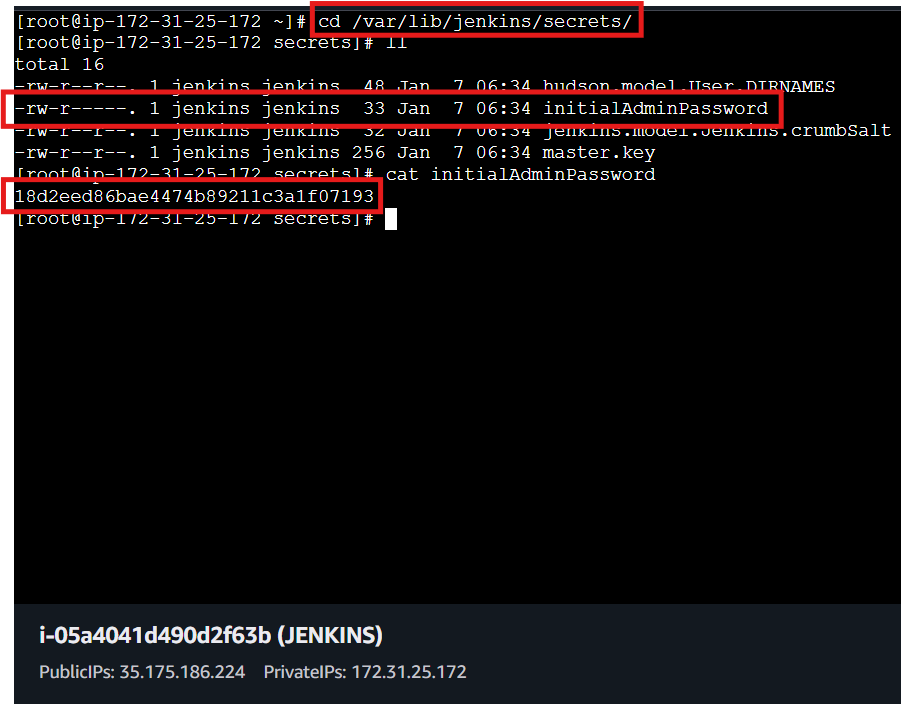 [root@ip-172-31-25-172 ~]# cd /var/lib/jenkins/secrets/
[root@ip-172-31-25-172 secrets]# ll
total 16
-rw-r--r--. 1 jenkins jenkins  48 Jan  7 06:34 hudson.model.User.DIRNAMES
-rw-r-----. 1 jenkins jenkins  33 Jan  7 06:34 initialAdminPassword
-rw-r--r--. 1 jenkins jenkins  32 Jan  7 06:34 jenkins.model.Jenkins.crumbSalt
-rw-r--r--. 1 jenkins jenkins 256 Jan  7 06:34 master.key
[root@ip-172-31-25-172 secrets]# cat initialAdminPassword
18d2eed86bae4474b89211c3a1f07193
[root@ip-172-31-25-172 secrets]#
i-05a4041d490d2f63b (JENKINS)
PublicIPs: 35.175.186.224 PrivateIPs: 172.31.25.172